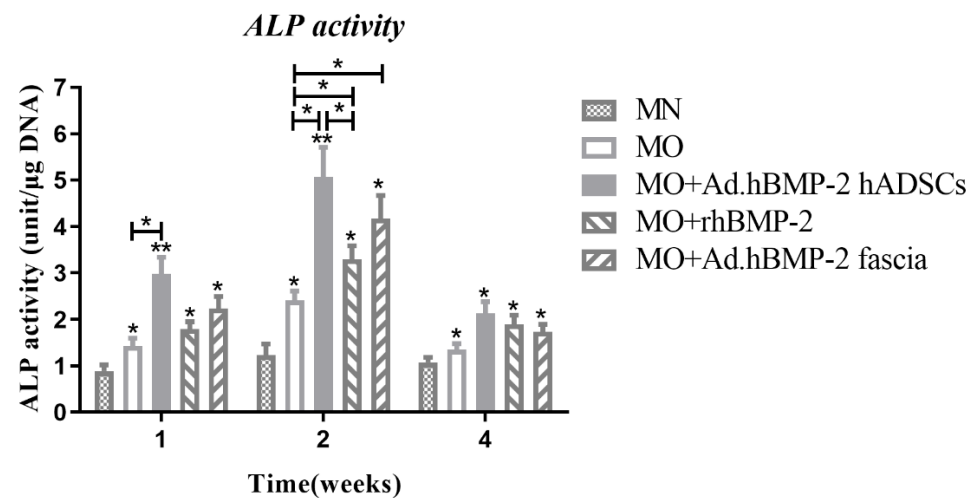 ALP activity
ALP activity (unit/μg DNA)
7
6
5
4
3
2
1
0
* * * *
* ** * *
* ** * *
* * * *
* * * * *
1 2 4
Time(weeks)
MN
MO
MO+Ad.hBMP-2 hADSCs
MO+rhBMP-2
MO+Ad.hBMP-2 fascia